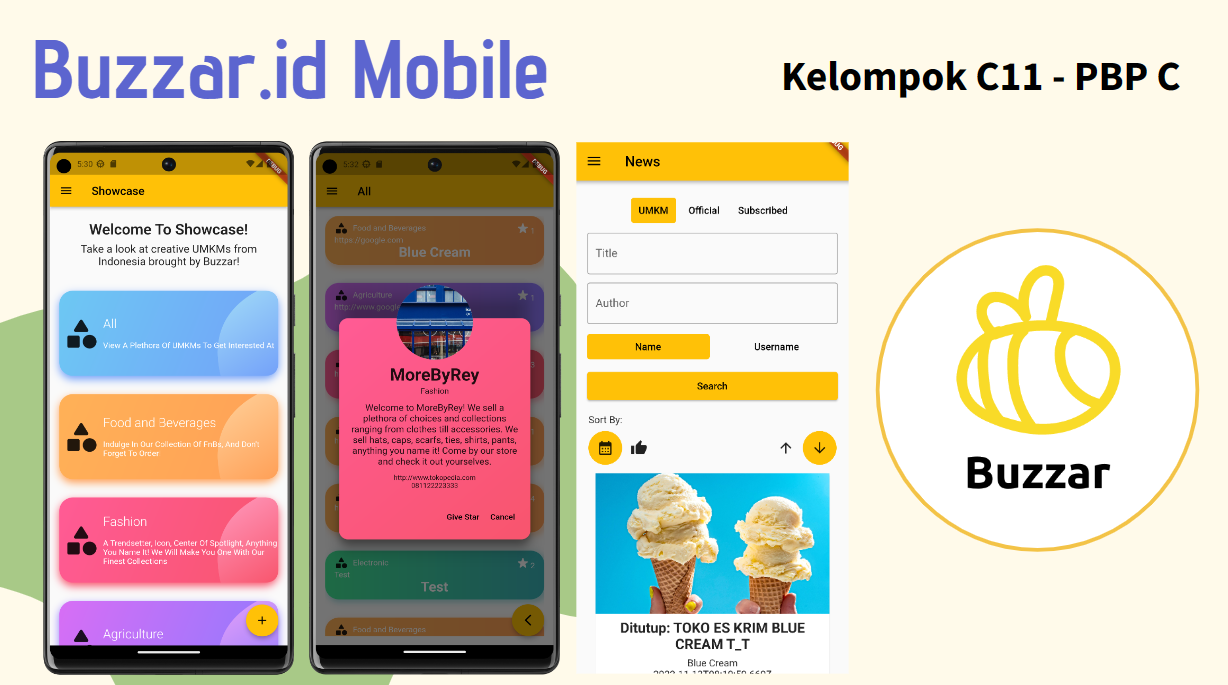 Buzzar.id Mobile
Kelompok C11 - PBP C
5:30
DEBUG
Showcase
Welcome To Showcase!
Take a look at creative UMKMs from
Indonesia brought by Buzzar!
All
View A Plethora Of UMKMs To Get Interested At
Food and Beverages
Indulge In Our Collection Of FnBs, And Don't
Forget To Order
Fashion
A Trendsetter, Icon, Center Of Spotlight, Anything
You Name It! We Will Make You One With Our
Finest Collections
Agriculture
5:32
DEBUG
All
Food and Beverages
1
https://google.com
Blue Cream
Agriculture
1
http://www.google
MoreByRey
Fashion
Welcome to MoreByRey! We sell a
plethora of choices and collections
ranging from clothes till accessories. We
sell hats, caps, scarfs, ties, shirts, pants,
anything you name it! Come by our store
and check it out yourselves.
http://www.tokopedia.com
081122223333
Give Star Cancel
Electronic
2
Test
Test
Food and Beverages
News
UMKM Official Subscribed
Title
Author
Name Username
Search
Sort By:
Ditutup: TOKO ES KRIM BLUE
CREAM T_T
Blue Cream
Buzzar